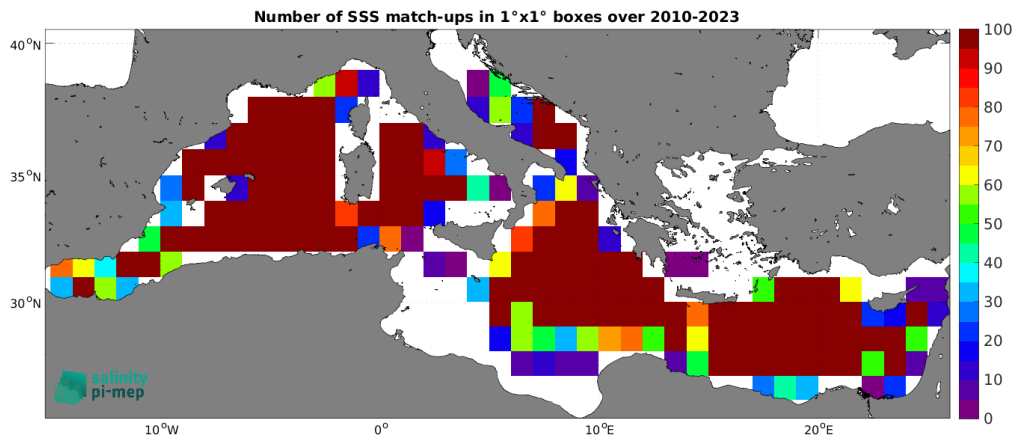 Number of SSS match-ups in 1°x1° boxes over 2010-2023
40°N
35°N
30°N
10°W
0°
10°E
20°E
100
90
80
70
60
50
40
30
20
10
0
salinity
pi-mep